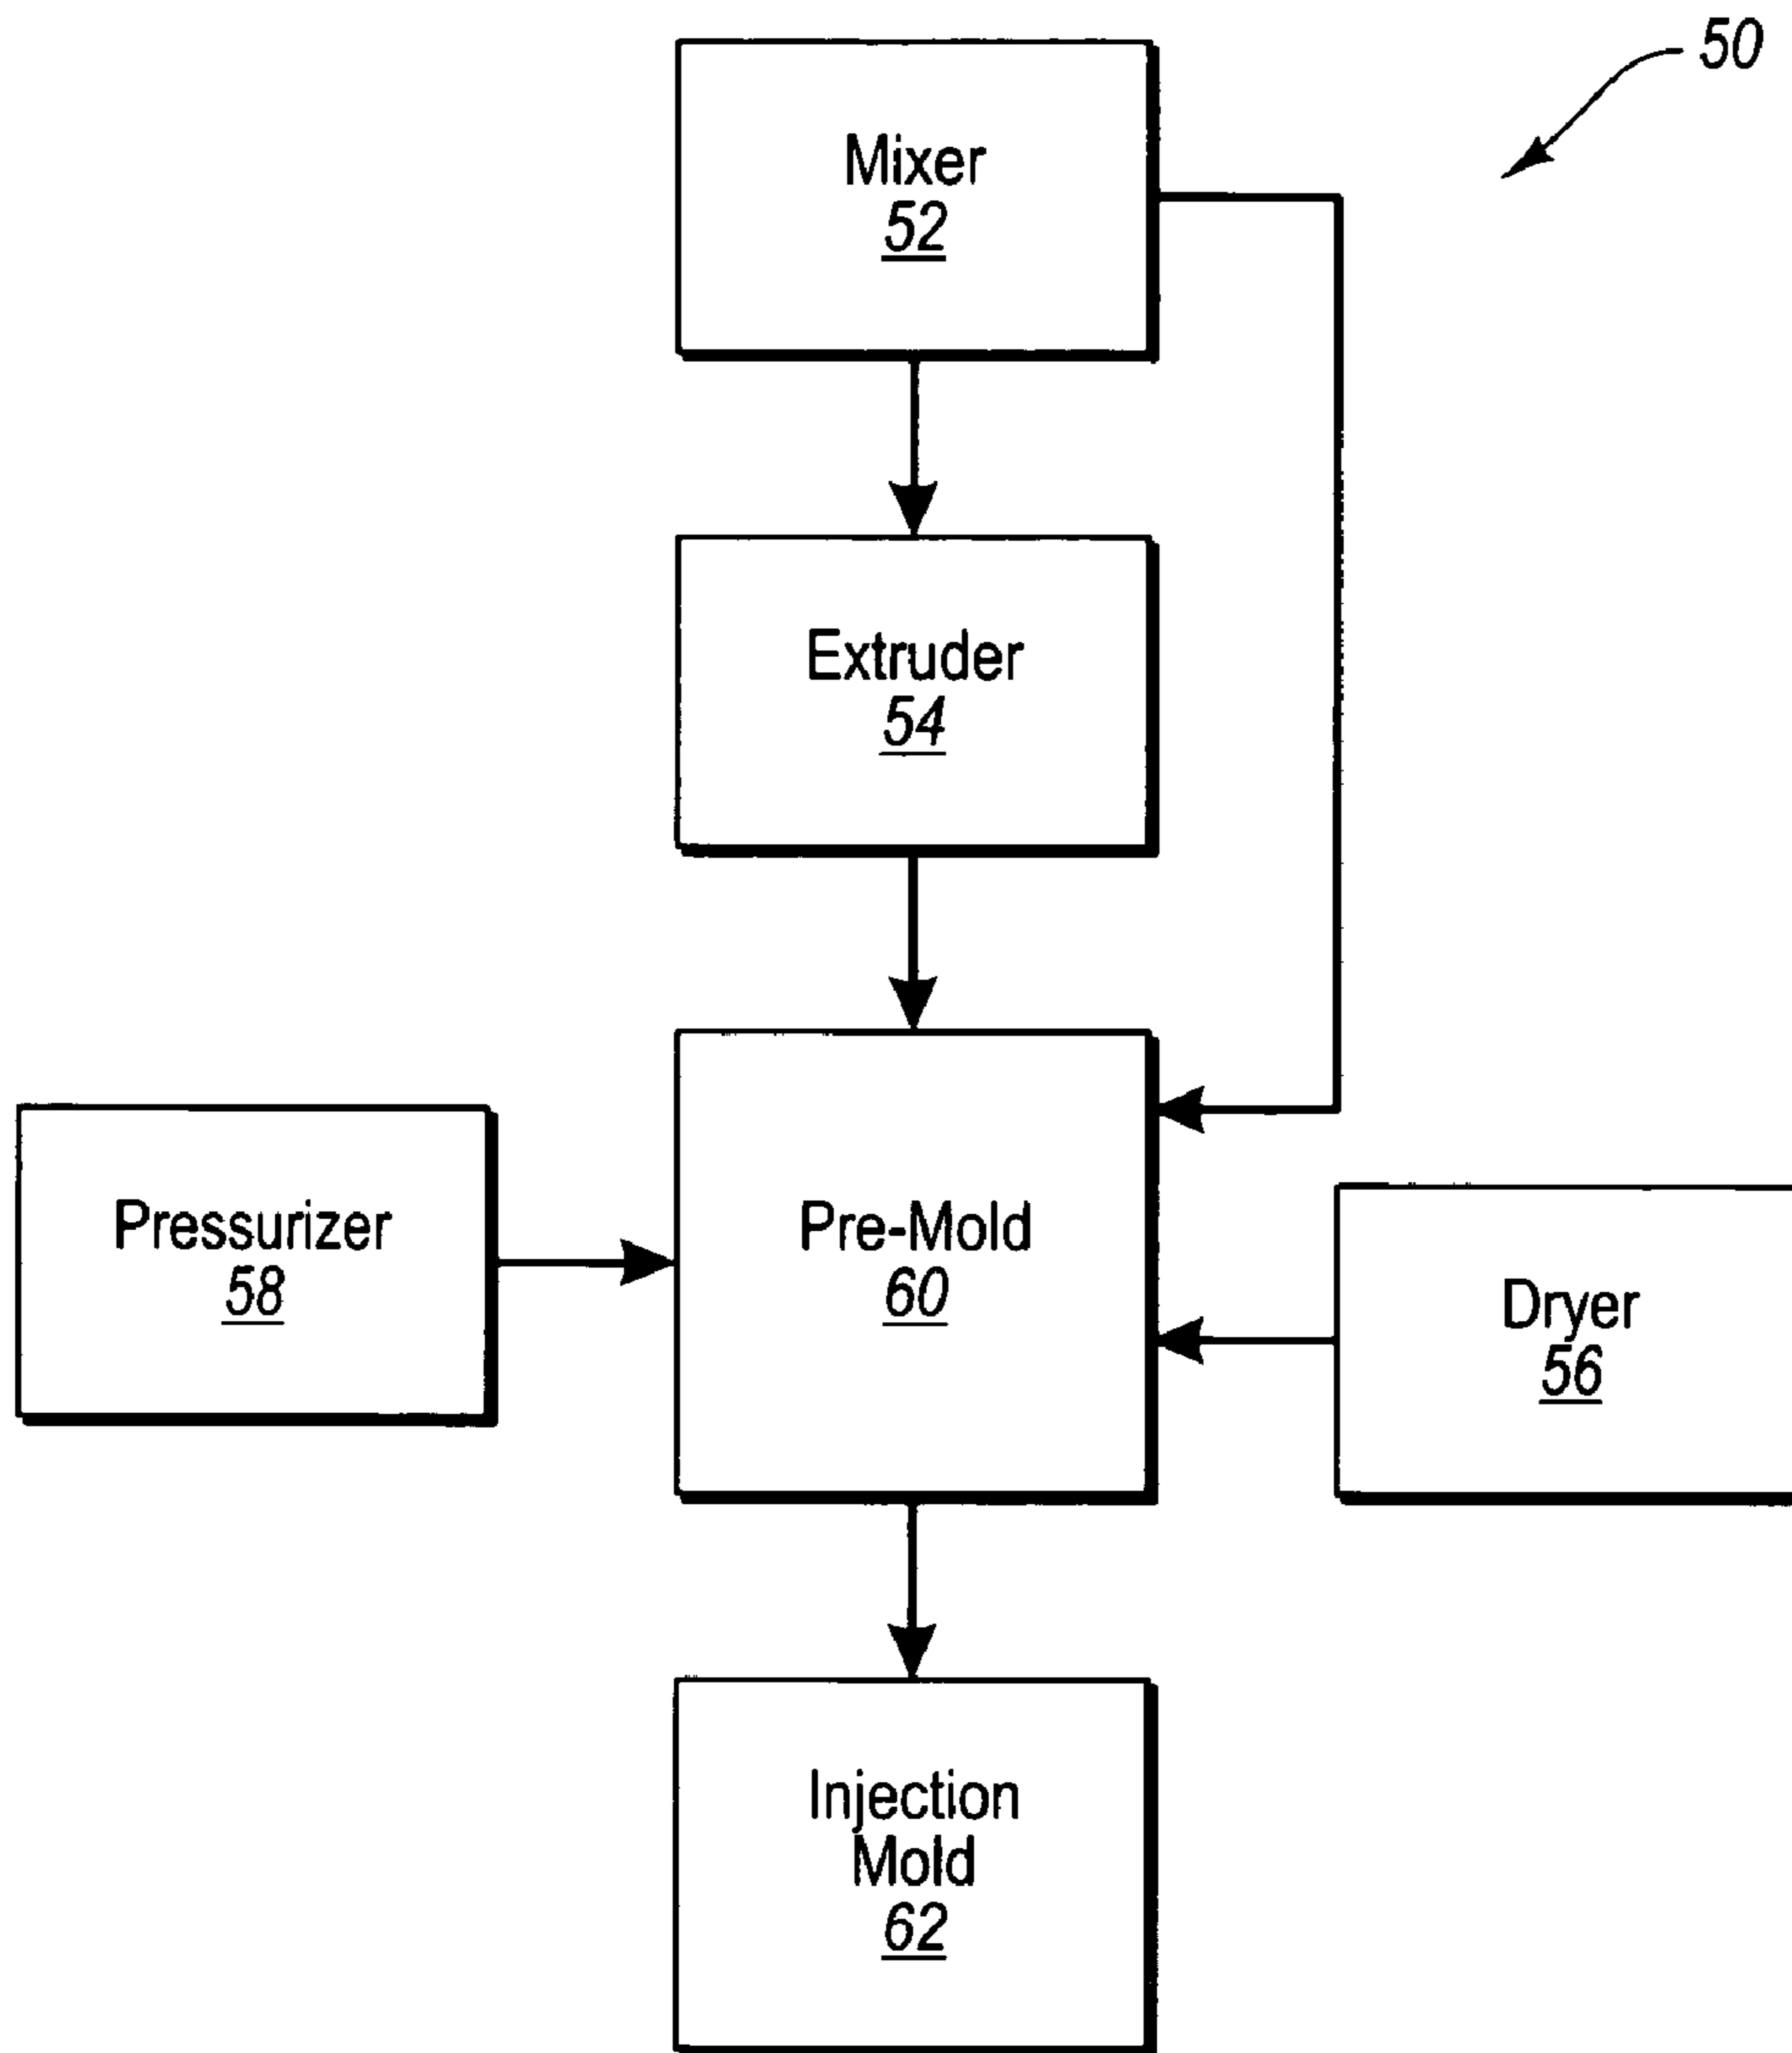 50
Mixer
52
Extruder
54
Pressurizer
58
Pre-Mold
60
Dryer
56
Injection
Mold
62